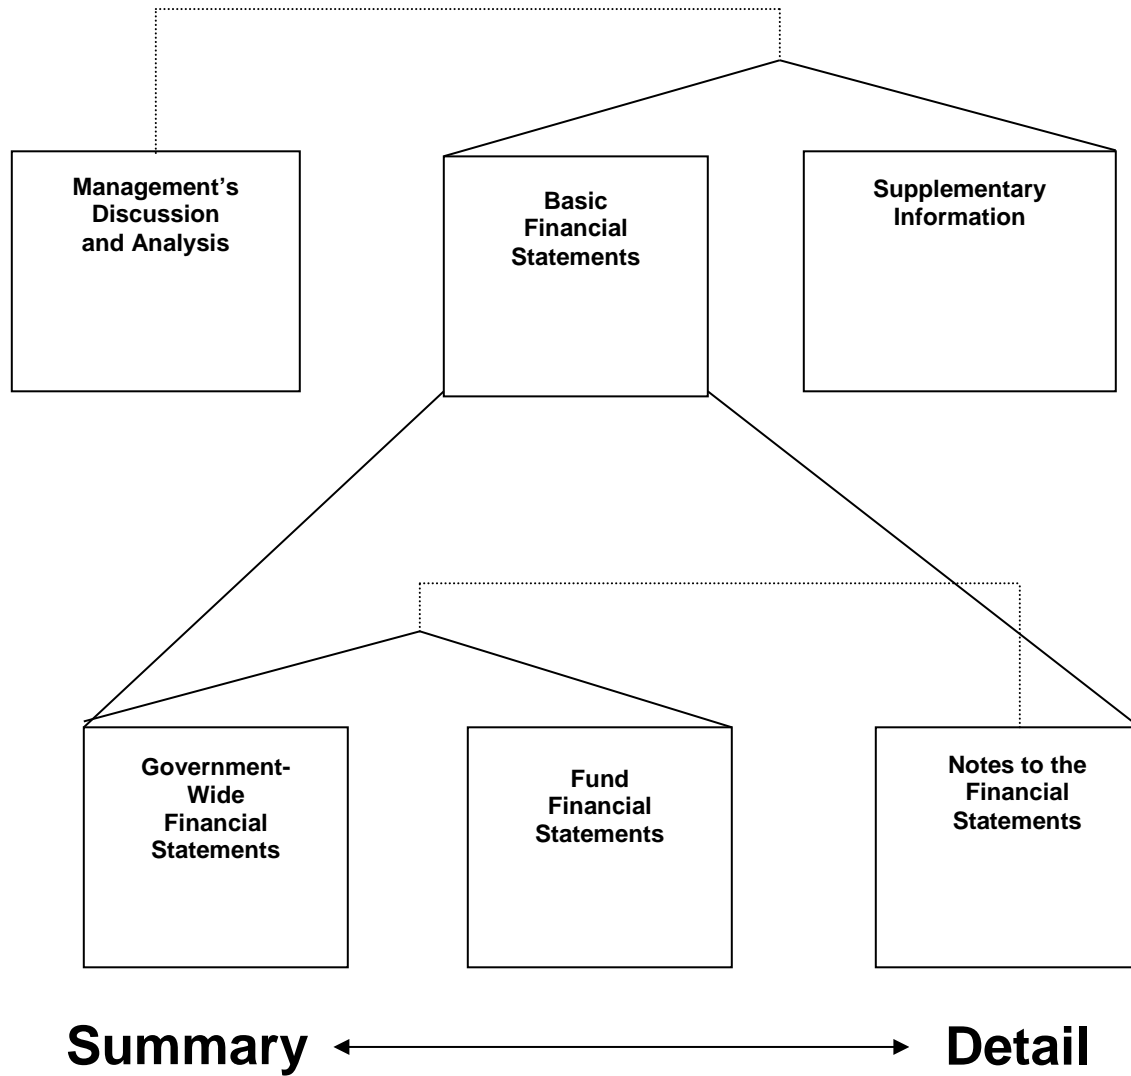 Management’s
Discussion
and Analysis
Basic
Financial
Statements
Supplementary
Information
Government-
Wide
Financial
Statements
Fund
Financial
Statements
Notes to the
Financial
Statements
Summary
Detail